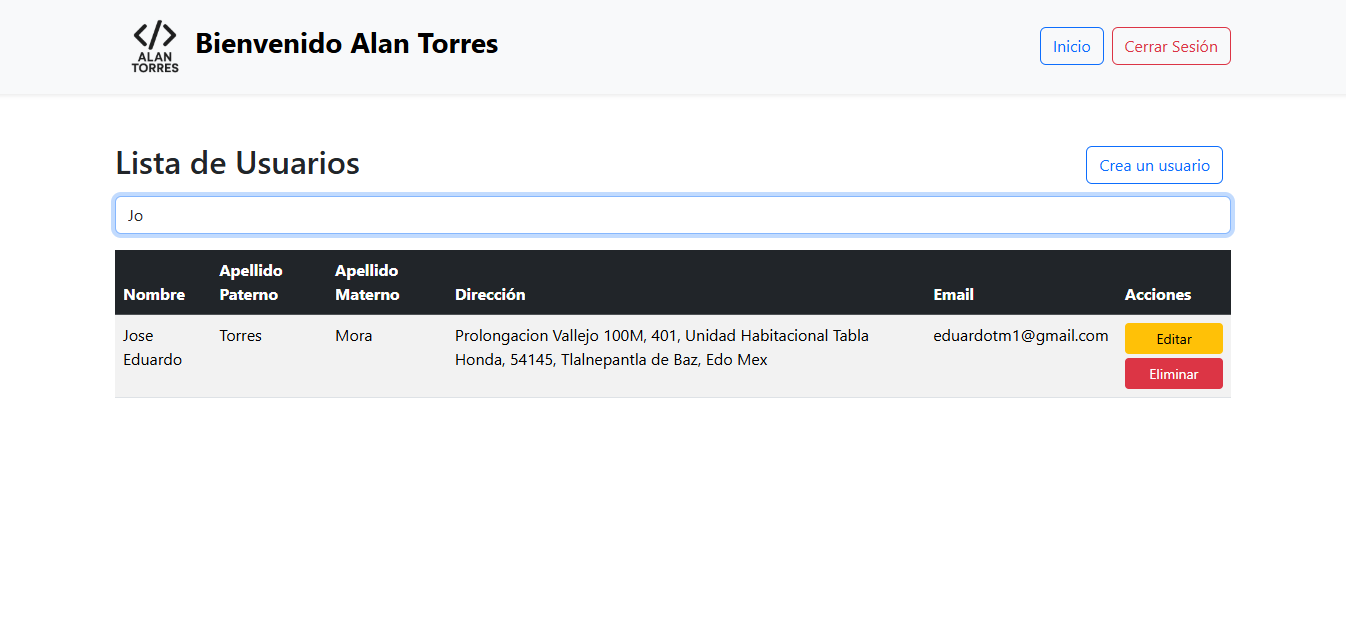 </>
ALAN
TORRES
Bienvenido Alan Torres
Inicio
Cerrar Sesión
Lista de Usuarios
Crea un usuario
Jo
Nombre
Apellido
Paterno
Apellido
Materno
Dirección
Email
Acciones
Jose
Eduardo
Torres
Mora
Prolongacion Vallejo 100M, 401, Unidad Habitacional Tabla
Honda, 54145, Tlalnepantla de Baz, Edo Mex
eduardotm1@gmail.com
Editar
Eliminar